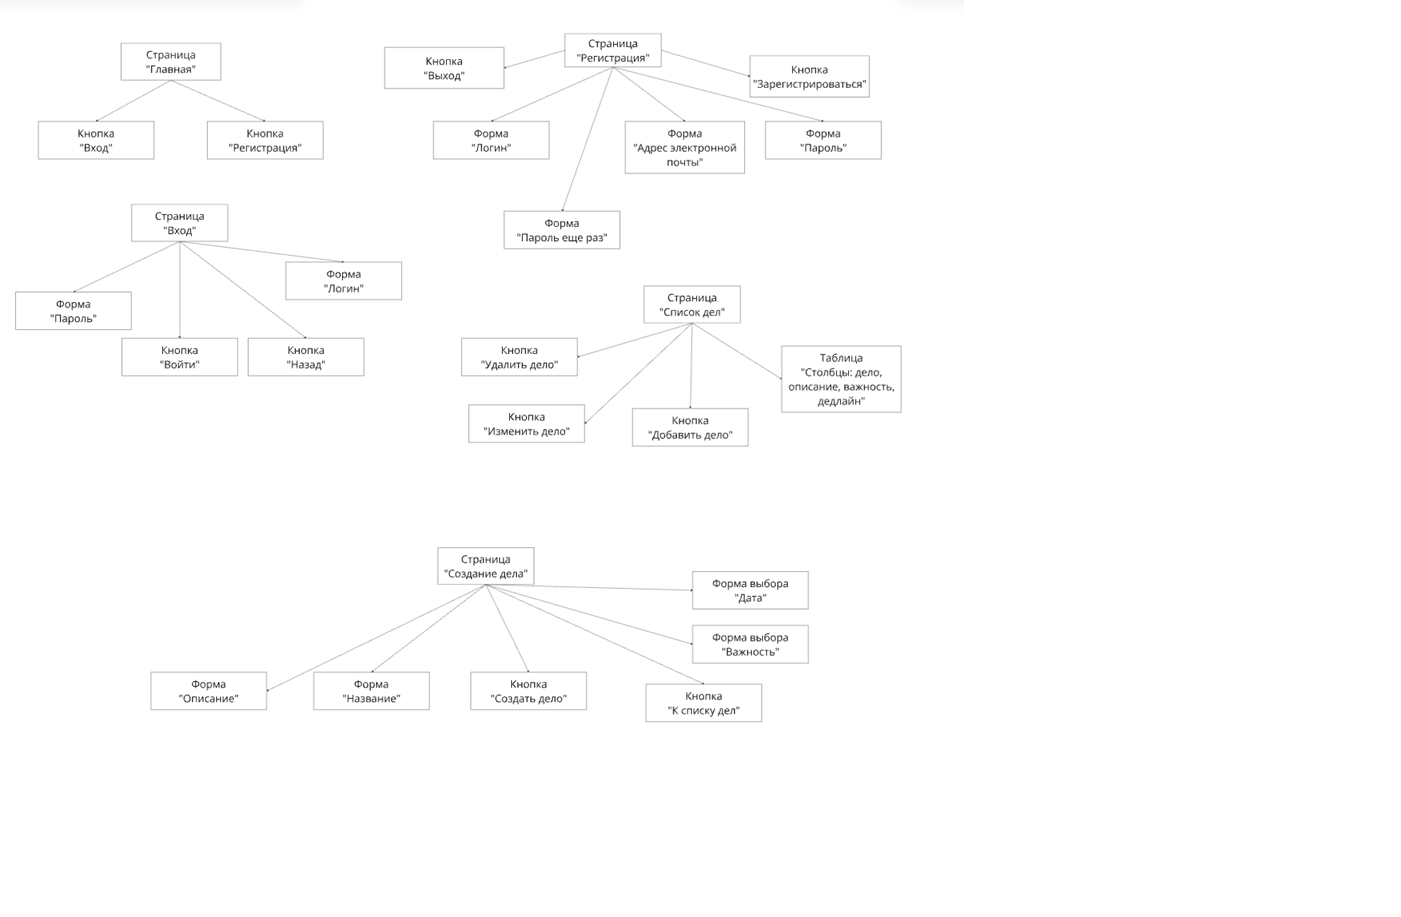 Страница
"Главная"
Кнопка
"Вход"
Кнопка
"Регистрация"
Страница
"Регистрация"
Кнопка
"Выход"
Кнопка
"Зарегистрироваться"
Форма
"Логин"
Форма
"Адрес электронной
почты"
Форма
"Пароль"
Форма
"Пароль еще раз"
Страница
"Вход"
Форма
"Логин"
Форма
"Пароль"
Кнопка
"Войти"
Кнопка
"Назад"
Страница
"Список дел"
Кнопка
"Удалить дело"
Таблица
"Столбцы: дело,
описание, важность,
дедлайн"
Кнопка
"Изменить дело"
Кнопка
"Добавить дело"
Страница
"Создание дела"
Форма выбора
"Дата"
Форма выбора
"Важность"
Форма
"Описание"
Форма
"Название"
Кнопка
"Создать дело"
Кнопка
"К списку дел"